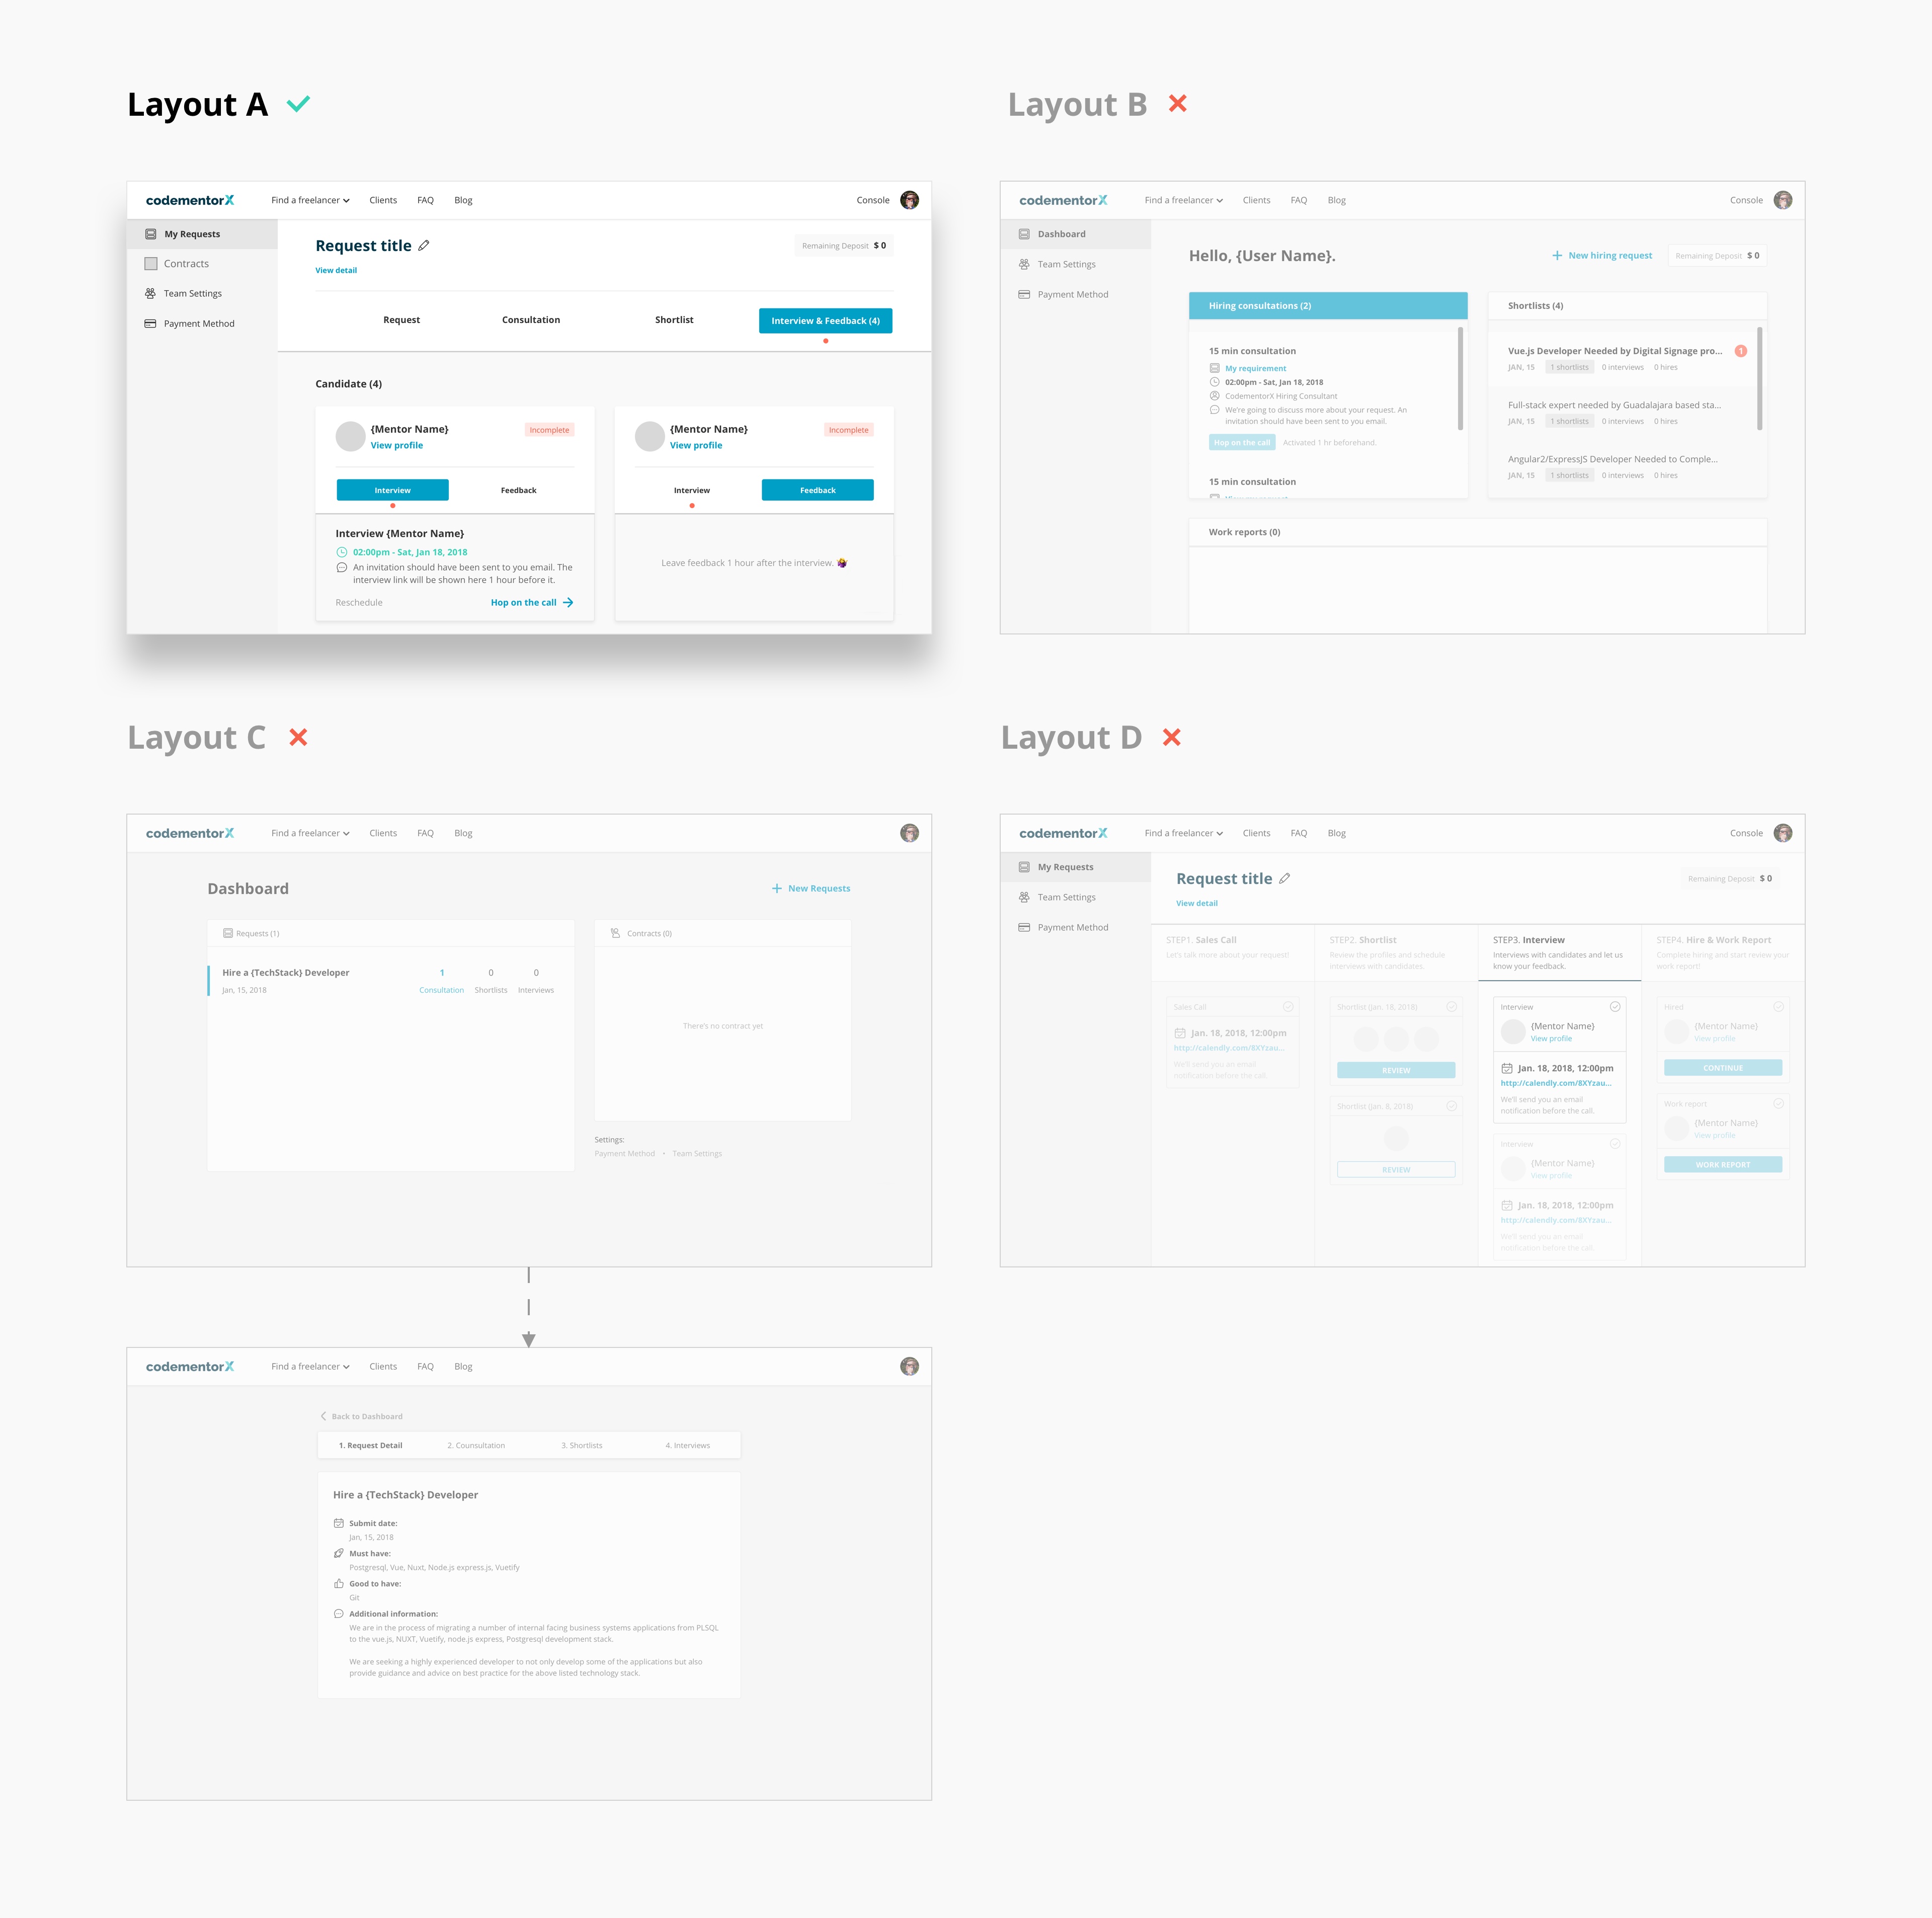 Layout A
codementorX
Find a freelancer
Clients
FAQ
Blog
Console
My Requests
Contracts
Team Settings
Payment Method
Request title
Remaining Deposit $ 0
View detail
Request
Consultation
Shortlist
Interview & Feedback (4)
Candidate (4)
{Mentor Name}
View profile
Incomplete
Interview
Feedback
Interview {Mentor Name}
02:00pm - Sat, Jan 18, 2018
An invitation should have been sent to you email. The
interview link will be shown here 1 hour before it.
Reschedule
Hop on the call
{Mentor Name}
View profile
Incomplete
Interview
Feedback
Leave feedback 1 hour after the interview.
Layout B
codementorX
Find a freelancer
Clients
FAQ
Blog
Console
Dashboard
Team Settings
Payment Method
Hello, {User Name}.
New hiring request
Remaining Deposit $ 0
Hiring consultations (2)
15 min consultation
My requirement
02:00pm - Sat, Jan 18, 2018
CodementorX Hiring Consultant
We're going to discuss more about your request. An
invitation should have been sent to you email.
Hop on the call
Activated 1 hr beforehand.
15 min consultation
Shortlists (4)
Vue.js Developer Needed by Digital Signage pro...
1
JAN, 15 1 shortlists 0 interviews 0 hires
Full-stack expert needed by Guadalajara based sta...
JAN, 15 1 shortlists 0 interviews 0 hires
Angular2/ExpressJS Developer Needed to Comple...
JAN, 15 1 shortlists 0 interviews 0 hires
Work reports (0)
Layout C
codementorX
Find a freelancer
Clients
FAQ
Blog
Dashboard
New Requests
Requests (1)
Hire a {TechStack} Developer
Jan, 15, 2018
1
Consultation
0
Shortlists
0
Interviews
Contracts (0)
There's no contract yet
Settings:
Payment Method • Team Settings
codementorX
Find a freelancer
Clients
FAQ
Blog
Back to Dashboard
1. Request Detail
2. Counsultation
3. Shortlists
4. Interviews
Hire a {TechStack} Developer
Submit date:
Jan, 15, 2018
Must have:
Postgresql, Vue, Nuxt, Node.js express.js, Vuetify
Good to have:
Git
Additional information:
We are in the process of migrating a number of internal facing business systems applications from PLSQL
to the vue.js, NUXT, Vuetify, node.js express, Postgresql development stack.
We are seeking a highly experienced developer to not only develop some of the applications but also
provide guidance and advice on best practice for the above listed technology stack.
Layout D
codementorX
Find a freelancer
Clients
FAQ
Blog
Console
My Requests
Team Settings
Payment Method
Request title
Remaining Deposit $ 0
View detail
STEP1. Sales Call
Let's talk more about your request!
Sales Call
Jan. 18, 2018, 12:00pm
http://calendly.com/8XYzau...
We'll send you an email
notification before the call.
STEP2. Shortlist
Review the profiles and schedule
interviews with candidates.
Shortlist (Jan. 18, 2018)
REVIEW
Shortlist (Jan. 8, 2018)
REVIEW
STEP3. Interview
Interviews with candidates and let us
know your feedback.
Interview
{Mentor Name}
View profile
Jan. 18, 2018, 12:00pm
http://calendly.com/8XYzau...
We'll send you an email
notification before the call.
Interview
{Mentor Name}
View profile
Jan. 18, 2018, 12:00pm
http://calendly.com/8XYzau...
We'll send you an email
notification before the call.
STEP4. Hire & Work Report
Complete hiring and start review your
work report!
Hired
{Mentor Name}
View profile
CONTINUE
Work report
{Mentor Name}
View profile
WORK REPORT